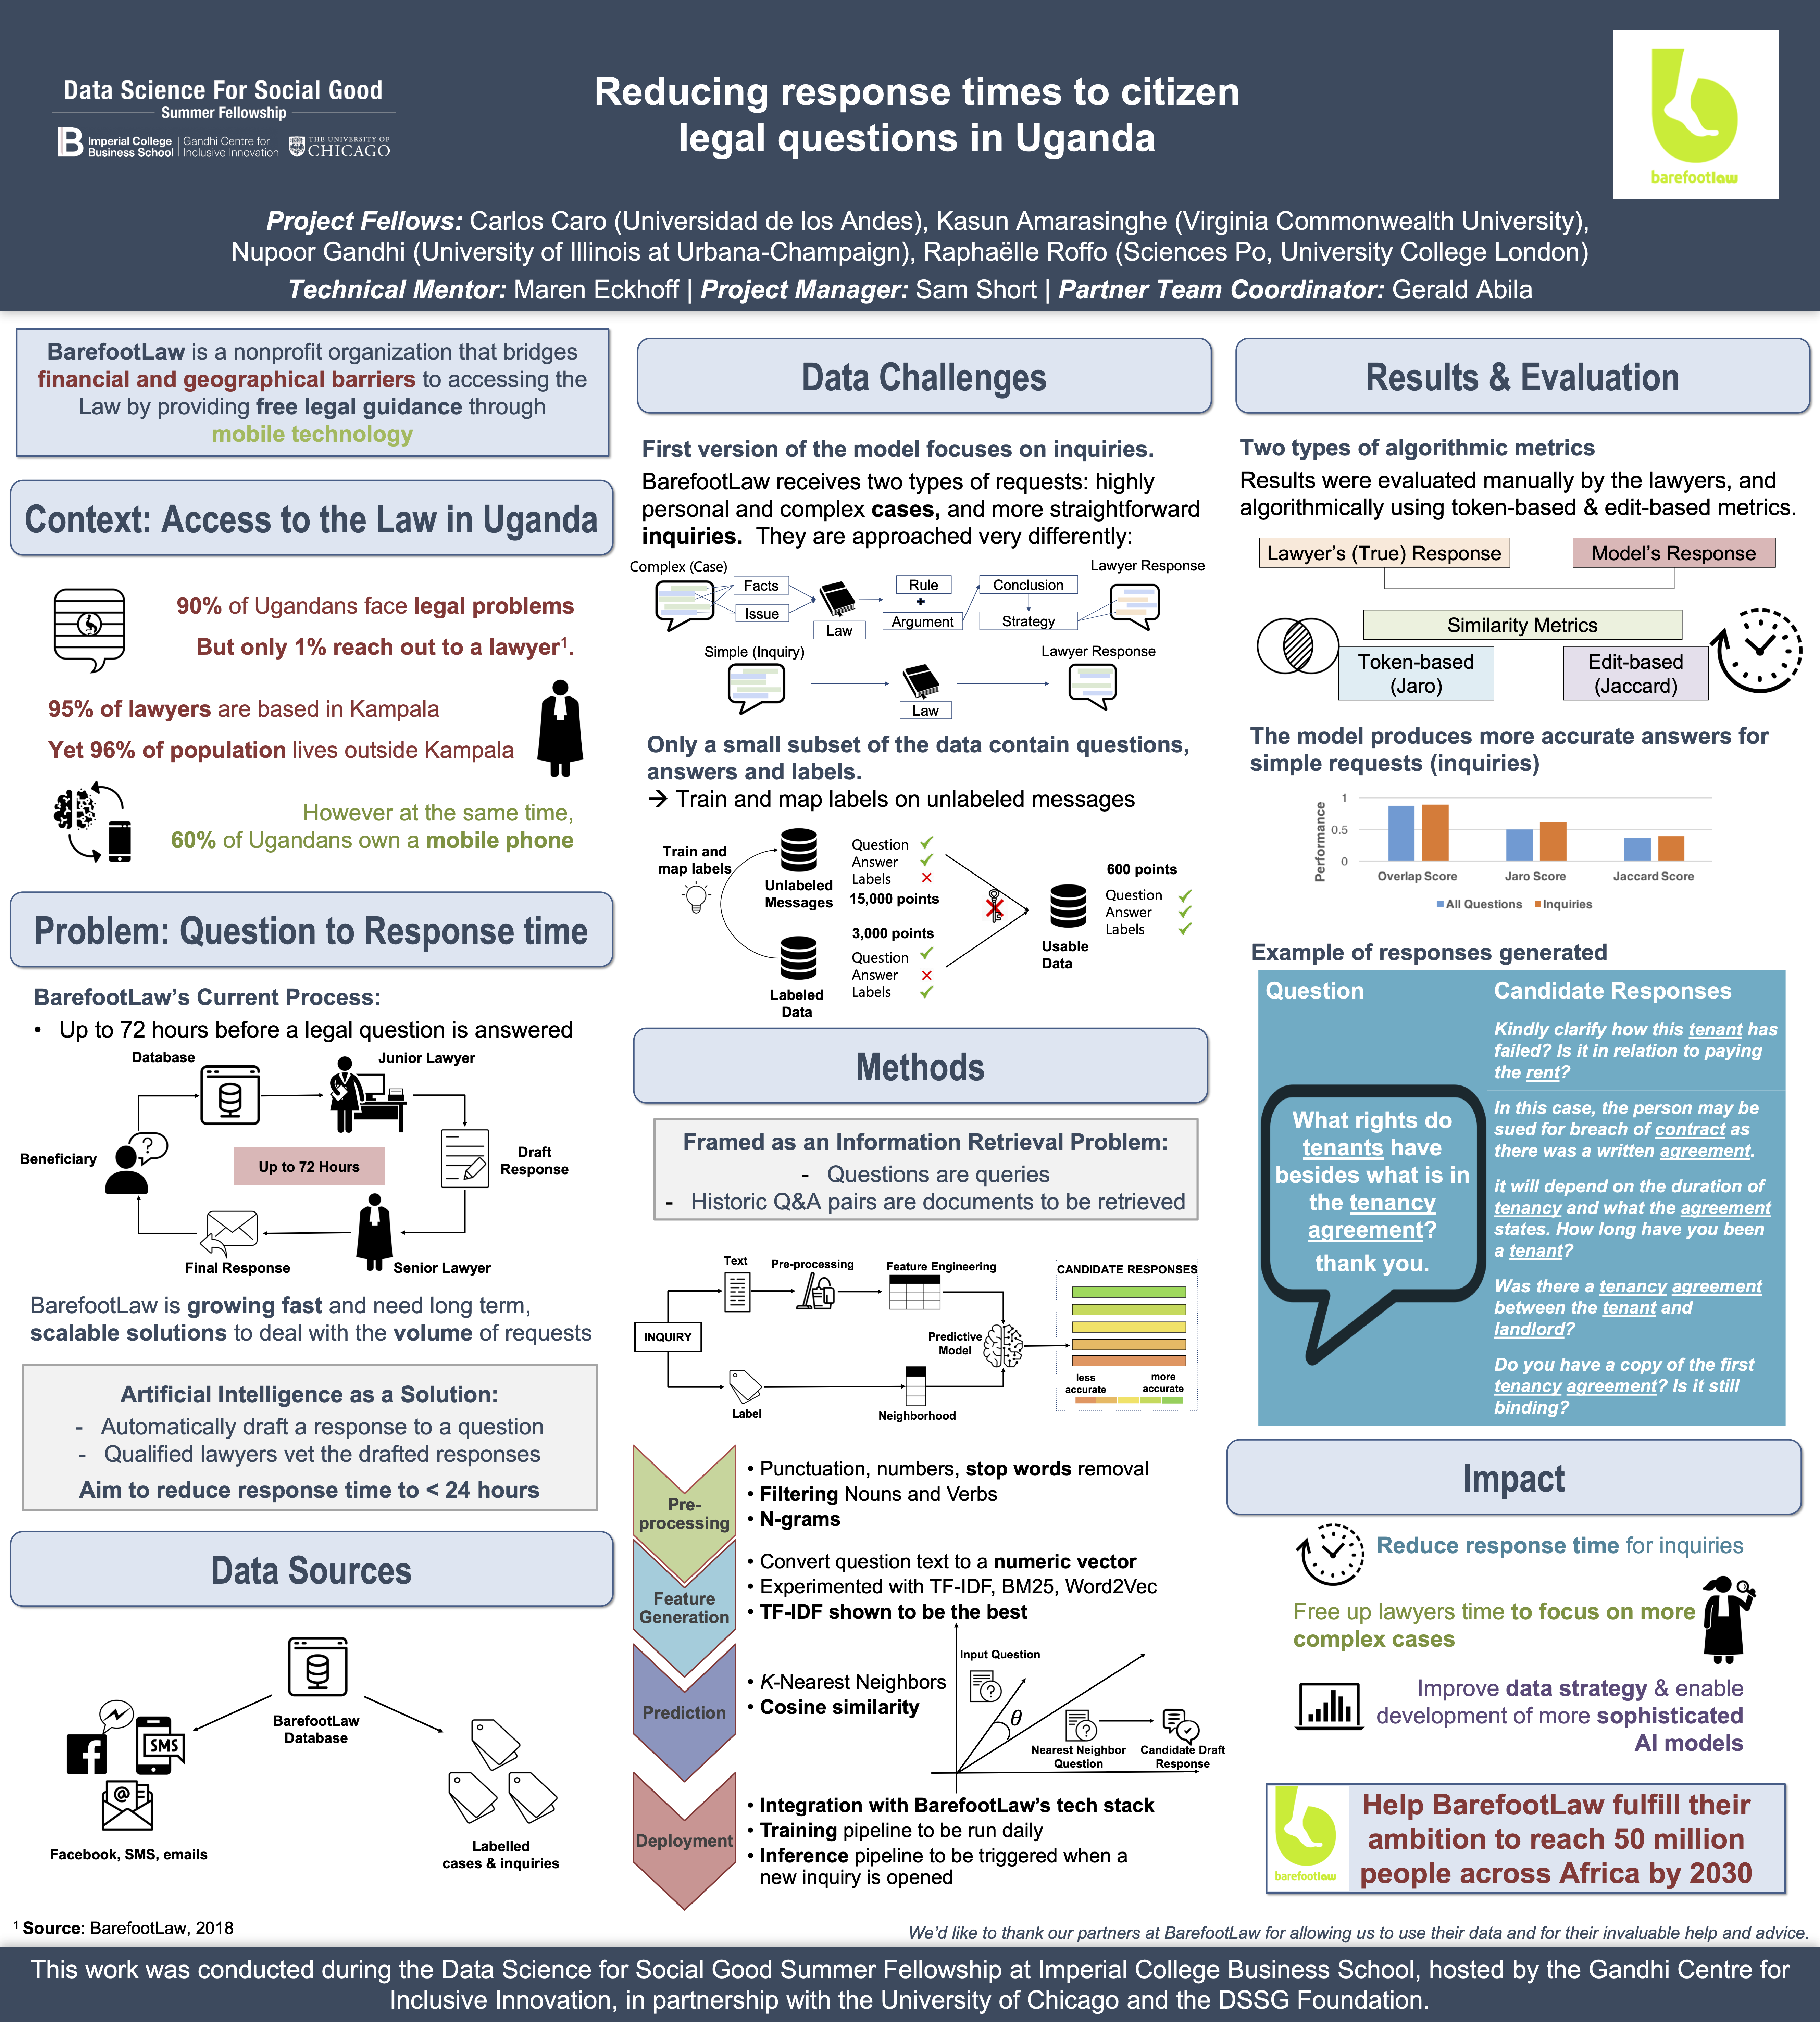 Data Science For Social Good
Summer Fellowship
Imperial College
Business School
Gandhi Centre for
Inclusive Innovation
THE UNIVERSITY OF
CHICAGO
Reducing response times to citizen
legal questions in Uganda
barefootlaw
Project Fellows: Carlos Caro (Universidad de los Andes), Kasun Amarasinghe (Virginia Commonwealth University),
Nupoor Gandhi (University of Illinois at Urbana-Champaign), Raphaëlle Roffo (Sciences Po, University College London)
Technical Mentor: Maren Eckhoff | Project Manager: Sam Short | Partner Team Coordinator: Gerald Abila
BarefootLaw is a nonprofit organization that bridges
financial and geographical barriers to accessing the
Law by providing free legal guidance through
mobile technology
Context: Access to the Law in Uganda
90% of Ugandans face legal problems
But only 1% reach out to a lawyer¹.
95% of lawyers are based in Kampala
Yet 96% of population lives outside Kampala
However at the same time,
60% of Ugandans own a mobile phone
Problem: Question to Response time
BarefootLaw's Current Process:
• Up to 72 hours before a legal question is answered
Database
Junior Lawyer
Beneficiary
?
Up to 72 Hours
Draft
Response
Final Response
Senior Lawyer
BarefootLaw is growing fast and need long term,
scalable solutions to deal with the volume of requests
Artificial Intelligence as a Solution:
- Automatically draft a response to a question
- Qualified lawyers vet the drafted responses
Aim to reduce response time to < 24 hours
Data Sources
BarefootLaw
Database
SMS
@
Facebook, SMS, emails
Labelled
cases & inquiries
¹ Source: BarefootLaw, 2018
Data Challenges
First version of the model focuses on inquiries.
BarefootLaw receives two types of requests: highly
personal and complex cases, and more straightforward
inquiries. They are approached very differently:
Complex (Case)
Facts
Issue
Law
Rule
+
Argument
Conclusion
Strategy
Lawyer Response
Simple (Inquiry)
Law
Lawyer Response
Only a small subset of the data contain questions,
answers and labels.
→ Train and map labels on unlabeled messages
Train and
map labels
Unlabeled
Messages
Question
Answer
Labels
15,000 points
3,000 points
Question
Answer
Labels
Labeled
Data
Usable
Data
600 points
Question
Answer
Labels
Methods
Framed as an Information Retrieval Problem:
- Questions are queries
- Historic Q&A pairs are documents to be retrieved
INQUIRY
Text
Pre-processing
Feature Engineering
Predictive
Model
Label
Neighborhood
CANDIDATE RESPONSES
less
accurate
more
accurate
Pre-
processing
• Punctuation, numbers, stop words removal
• Filtering Nouns and Verbs
• N-grams
Feature
Generation
• Convert question text to a numeric vector
• Experimented with TF-IDF, BM25, Word2Vec
• TF-IDF shown to be the best
Prediction
• K-Nearest Neighbors
• Cosine similarity
Input Question
?
θ
?
Nearest Neighbor
Question
Candidate Draft
Response
Deployment
• Integration with BarefootLaw's tech stack
• Training pipeline to be run daily
• Inference pipeline to be triggered when a
new inquiry is opened
Results & Evaluation
Two types of algorithmic metrics
Results were evaluated manually by the lawyers, and
algorithmically using token-based & edit-based metrics.
Lawyer's (True) Response
Model's Response
Similarity Metrics
Token-based
(Jaro)
Edit-based
(Jaccard)
The model produces more accurate answers for
simple requests (inquiries)
Performance
1
0.5
0
Overlap Score
Jaro Score
Jaccard Score
All Questions
Inquiries
Example of responses generated
Question
Candidate Responses
What rights do
tenants have
besides what is in
the tenancy
agreement?
thank you.
Kindly clarify how this tenant has
failed? Is it in relation to paying
the rent?
In this case, the person may be
sued for breach of contract as
there was a written agreement.
it will depend on the duration of
tenancy and what the agreement
states. How long have you been
a tenant?
Was there a tenancy agreement
between the tenant and
landlord?
Do you have a copy of the first
tenancy agreement? Is it still
binding?
Impact
Reduce response time for inquiries
Free up lawyers time to focus on more
complex cases
Improve data strategy & enable
development of more sophisticated
AI models
barefootlaw
Help BarefootLaw fulfill their
ambition to reach 50 million
people across Africa by 2030
We'd like to thank our partners at BarefootLaw for allowing us to use their data and for their invaluable help and advice.
This work was conducted during the Data Science for Social Good Summer Fellowship at Imperial College Business School, hosted by the Gandhi Centre for
Inclusive Innovation, in partnership with the University of Chicago and the DSSG Foundation.